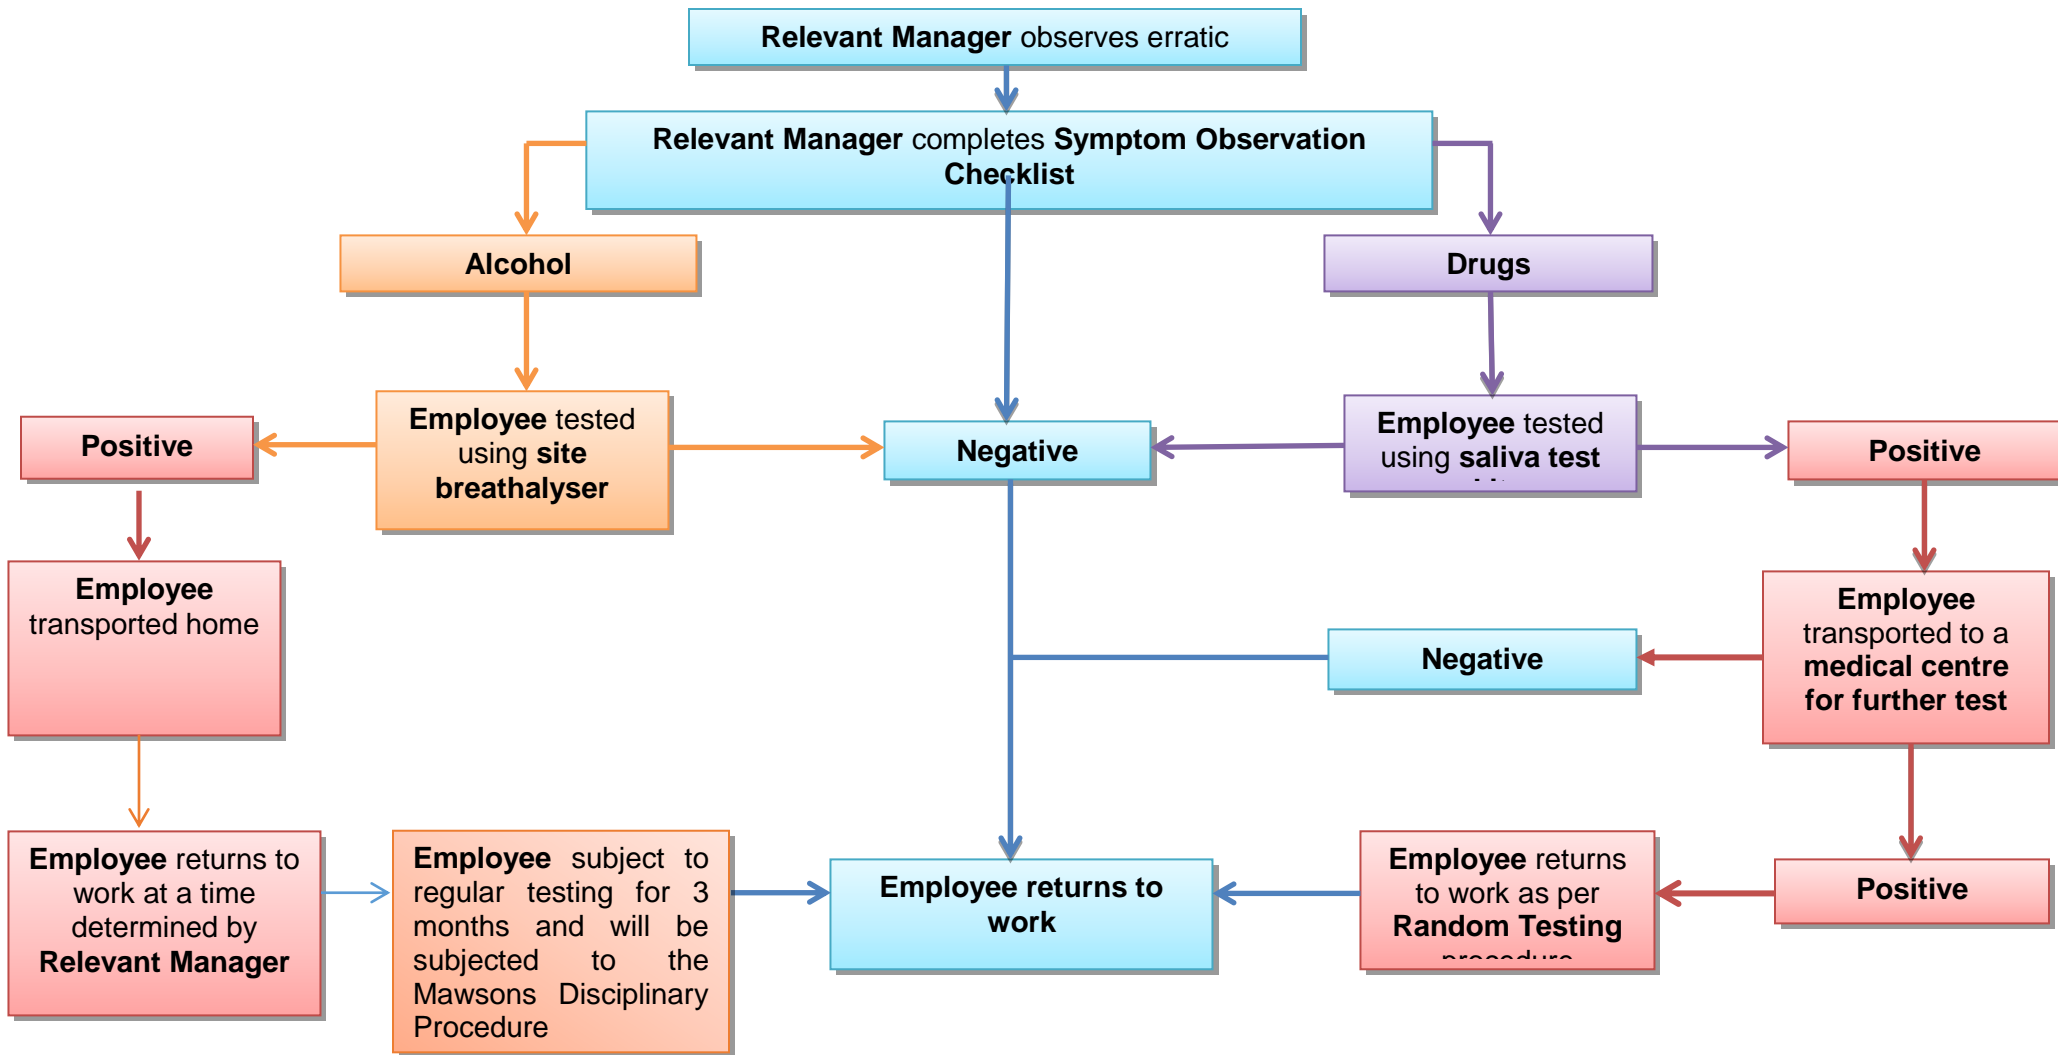 Relevant Manager observes erratic
Relevant Manager completes Symptom Observation
Checklist
Alcohol
Drugs
Positive
Employee tested
using site
breathalyser
Negative
Employee tested
using saliva test
Positive
Employee
transported home
Negative
Employee
transported to a
medical centre
for further test
Employee returns to
work at a time
determined by
Relevant Manager
Employee subject to
regular testing for 3
months and will be
subjected to the
Mawsons Disciplinary
Procedure
Employee returns to
work
Employee returns
to work as per
Random Testing
procedure
Positive